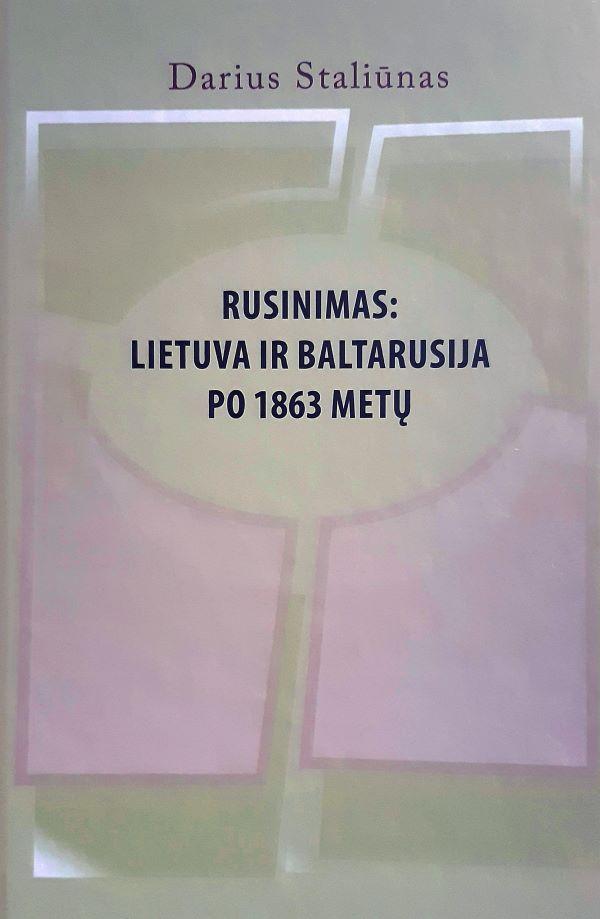 Darius Staliūnas
RUSINIMAS:
LIETUVA IR BALTARUSIJA
PO 1863 METŲ